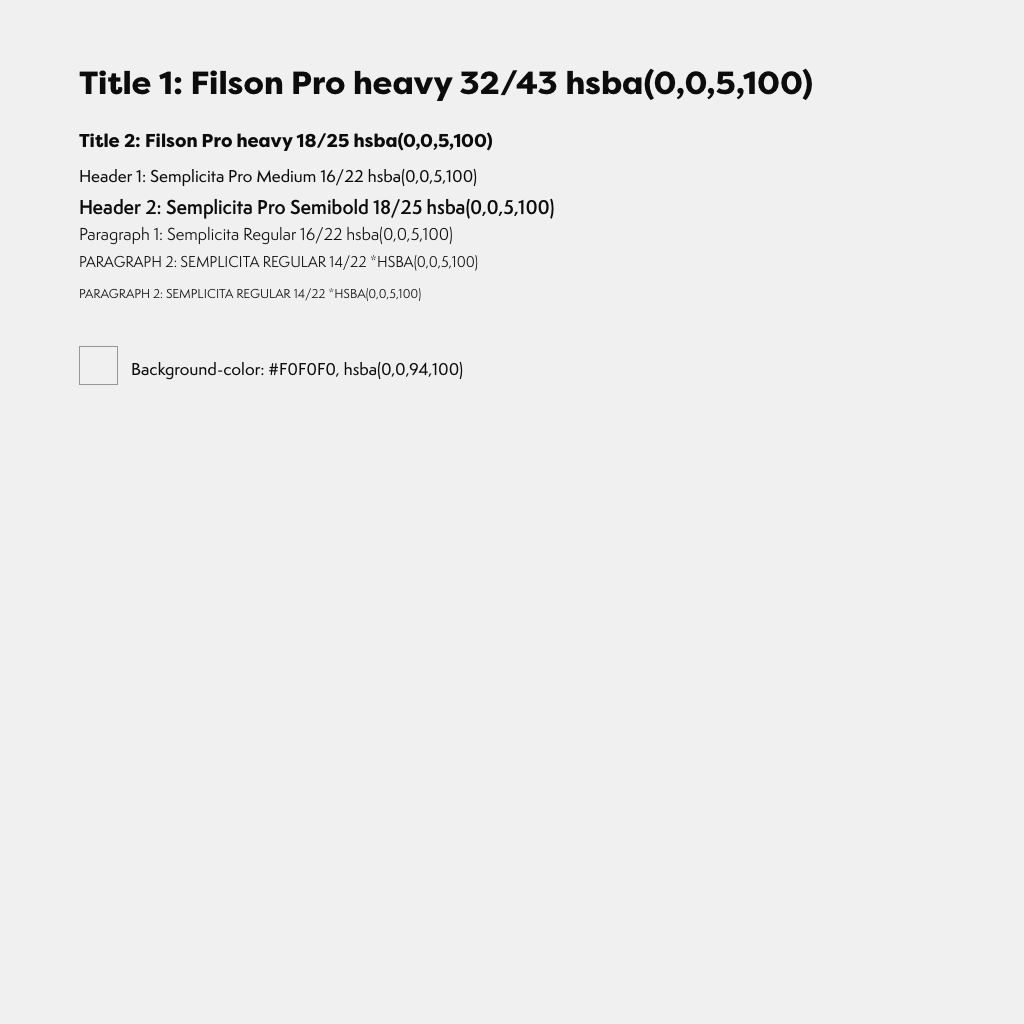 Title 1: Filson Pro heavy 32/43 hsba(0,0,5,100)
Title 2: Filson Pro heavy 18/25 hsba(0,0,5,100)
Header 1: Semplicita Pro Medium 16/22 hsba(0,0,5,100)
Header 2: Semplicita Pro Semibold 18/25 hsba(0,0,5,100)
Paragraph 1: Semplicita Regular 16/22 hsba(0,0,5,100)
PARAGRAPH 2: SEMPLICITA REGULAR 14/22 *HSBA(0,0,5,100)
PARAGRAPH 2: SEMPLICITA REGULAR 14/22 *HSBA(0,0,5,100)
Background-color: #F0F0F0, hsba(0,0,94,100)